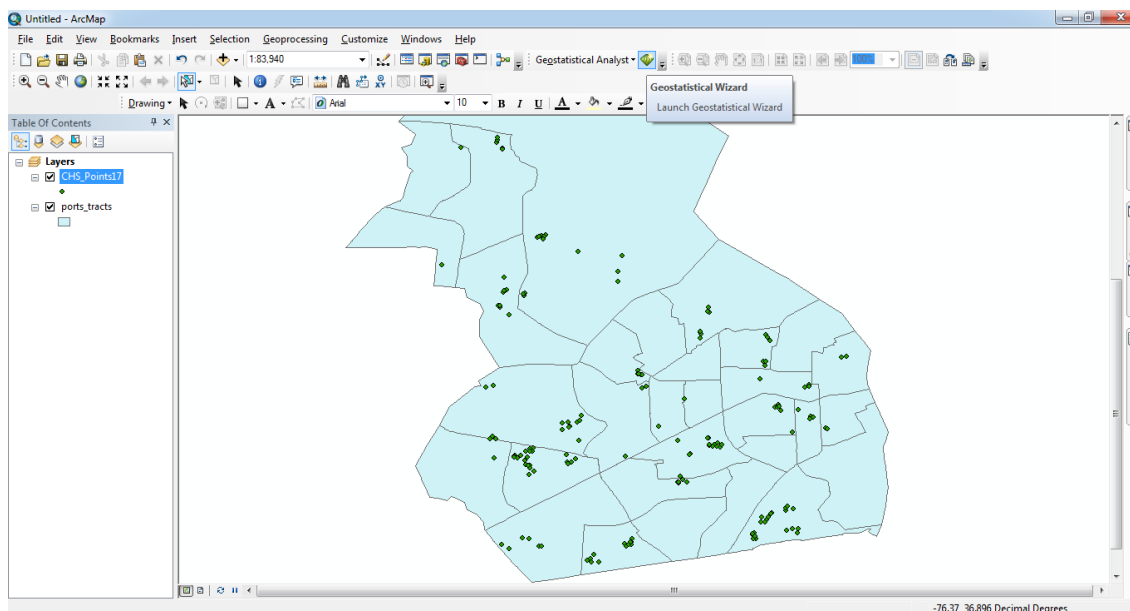 Untitled - ArcMap
File Edit View Bookmarks Insert Selection Geoprocessing Customize Windows Help
1:83,940 Geostatistical Analyst 100%
Drawing A Arial 10 B I U A
Geostatistical Wizard
Launch Geostatistical Wizard
Table Of Contents
Layers
CHS_Points17
ports_tracts
-76.37 36.896 Decimal Degrees